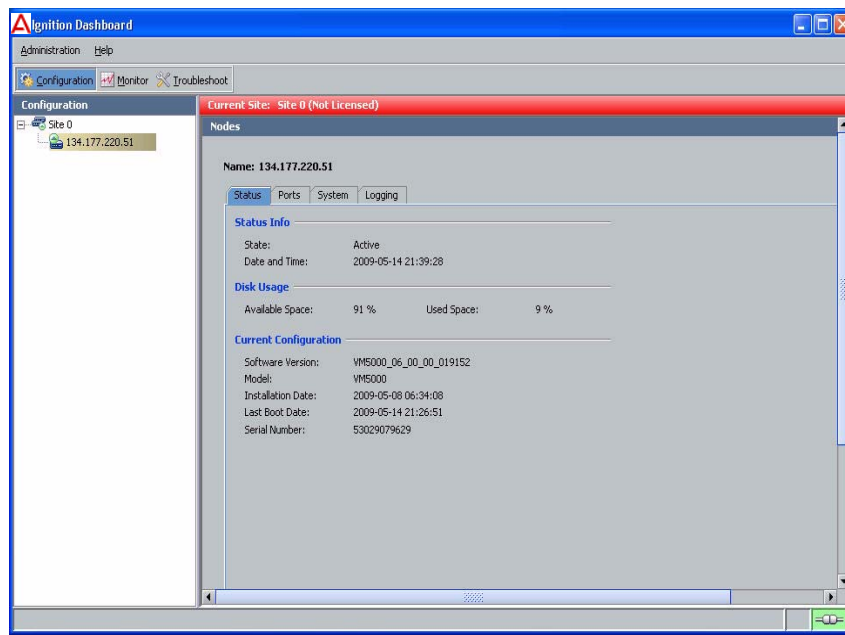 Ignition Dashboard
Administration Help
Configuration Monitor Troubleshoot
Configuration
Site 0
134.177.220.51
Current Site: Site 0 (Not Licensed)
Nodes
Name: 134.177.220.51
Status Ports System Logging
Status Info
State: Active
Date and Time: 2009-05-14 21:39:28
Disk Usage
Available Space: 91 % Used Space: 9 %
Current Configuration
Software Version: VM5000_06_00_00_019152
Model: VM5000
Installation Date: 2009-05-08 06:34:08
Last Boot Date: 2009-05-14 21:26:51
Serial Number: 53029079629